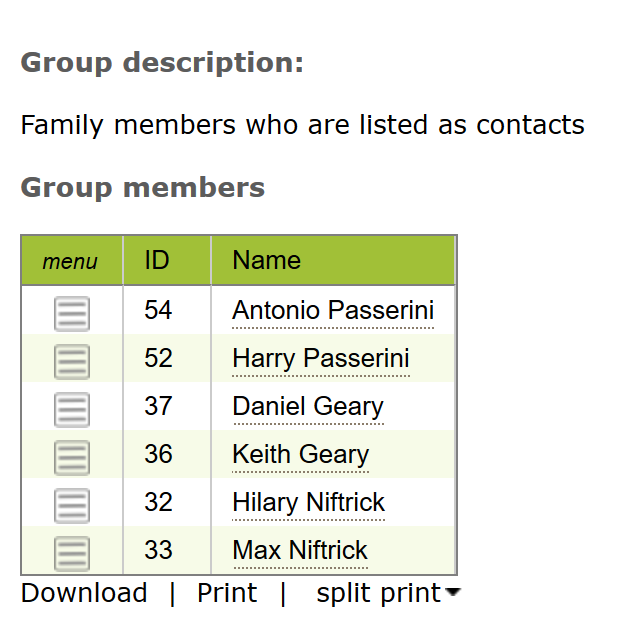 Group description:
Family members who are listed as contacts
Group members
menu ID Name
54 Antonio Passerini
52 Harry Passerini
37 Daniel Geary
36 Keith Geary
32 Hilary Niftrick
33 Max Niftrick
Download | Print | split print